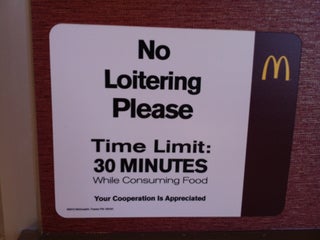 No
Loitering
Please
Time Limit:
30 MINUTES
While Consuming Food
Your Cooperation Is Appreciated